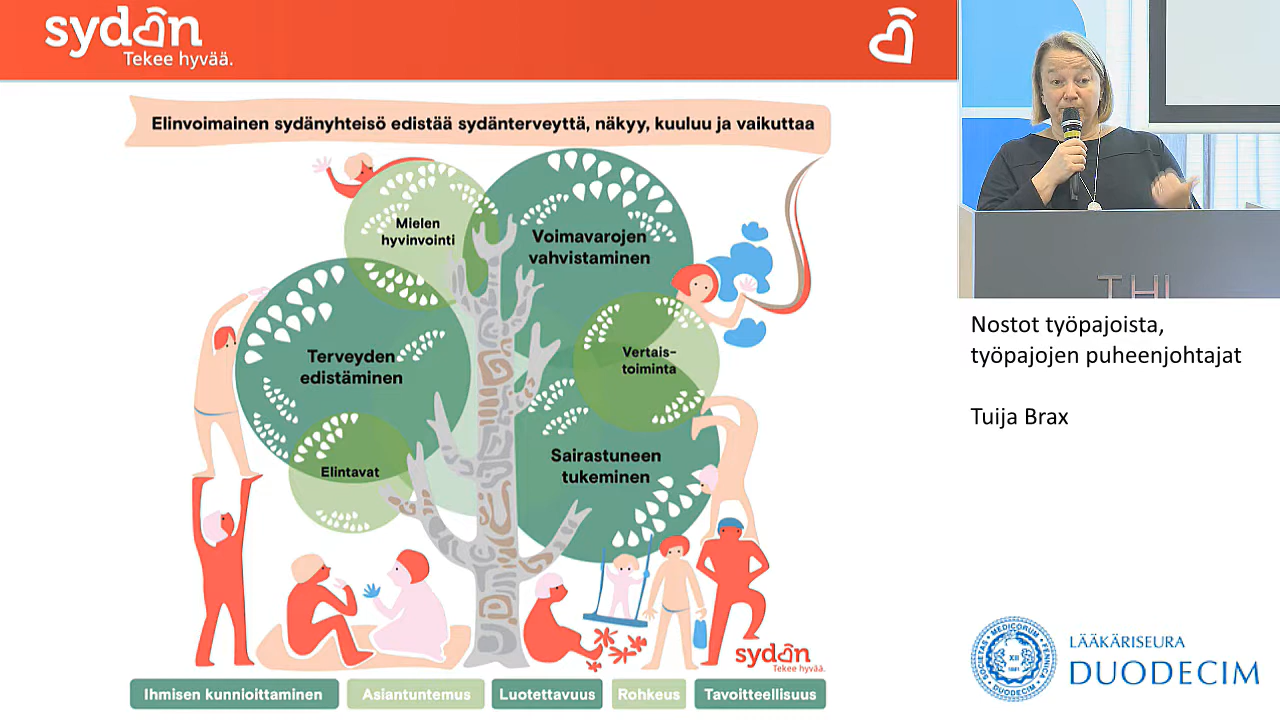 sydän
Tekee hyvää.
Elinvoimainen sydänyhteisö edistää sydänterveyttä, näkyy, kuuluu ja vaikuttaa
Mielen
hyvinvointi
Voimavarojen
vahvistaminen
Terveyden
edistäminen
Vertais-
toiminta
Elintavat
Sairastuneen
tukeminen
sydän
Tekee hyvää.
Ihmisen kunnioittaminen
Asiantuntemus
Luotettavuus
Rohkeus
Tavoitteellisuus
THL
Nostot työpajoista,
työpajojen puheenjohtajat
Tuija Brax
LÄÄKÄRISEURA
DUODECIM